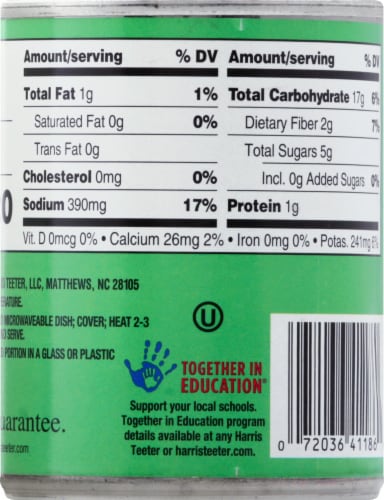 Amount/serving % DV Amount/serving % DV
Total Fat 1g 1% Total Carbohydrate 17g 6%
Saturated Fat 0g 0% Dietary Fiber 2g 7%
Trans Fat 0g Total Sugars 5g
Cholesterol 0mg 0% Incl. 0g Added Sugars 0%
0 Sodium 390mg 17% Protein 1g
Vit. D 0mcg 0% • Calcium 26mg 2% • Iron 0mg 0% • Potas. 241mg
TEETER, LLC, MATTHEWS, NC 28105
MICROWAVEABLE DISH; COVER; HEAT 2-3
SERVE.
PORTION IN A GLASS OR PLASTIC
U
TOGETHER IN
EDUCATION®
Support your local schools.
Together in Education program
details available at any Harris
Teeter or harristeeter.com.
uarantee.
eeter.com
0 72036 41186